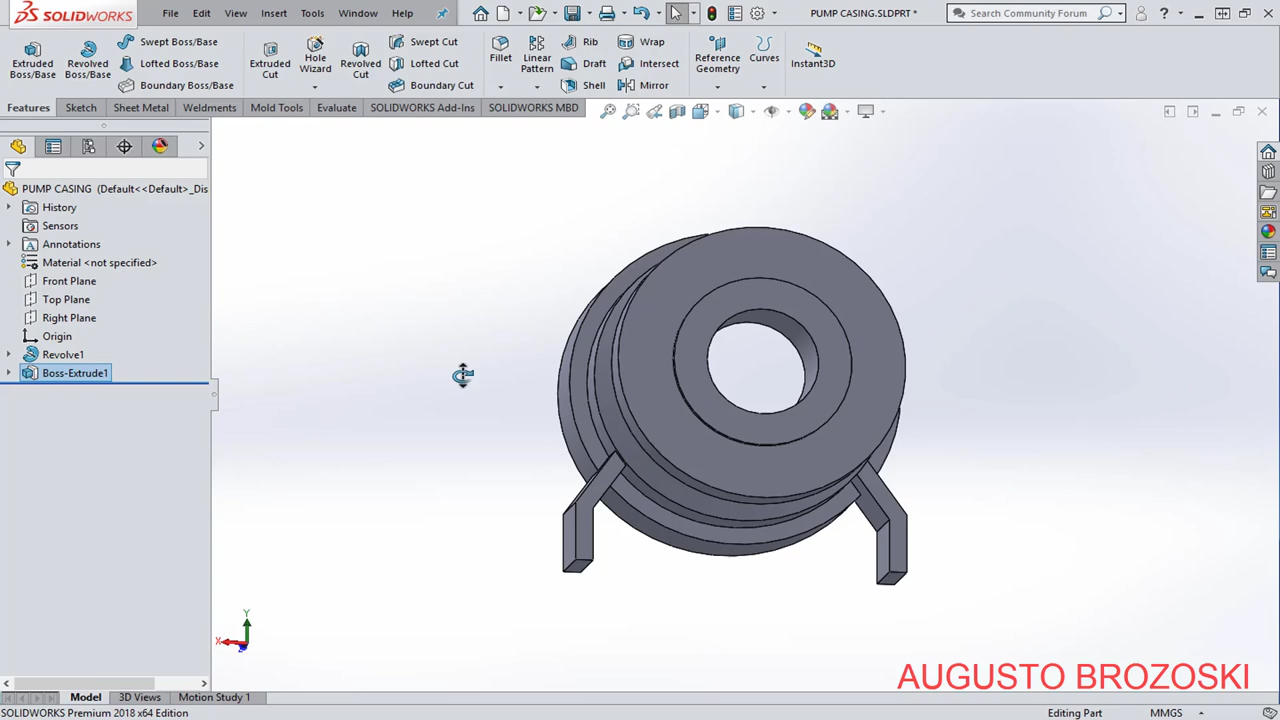 SOLIDWORKS File Edit View Insert Tools Window Help PUMP CASING.SLDPRT * Search Community Forum
Extruded Boss/Base Revolved Boss/Base Swept Boss/Base Extruded Cut Hole Wizard Revolved Cut Swept Cut Fillet Linear Pattern Rib Wrap Reference Geometry Curves Instant3D
Lofted Boss/Base Lofted Cut Draft Intersect
Boundary Boss/Base Boundary Cut Shell Mirror
Features Sketch Sheet Metal Weldments Mold Tools Evaluate SOLIDWORKS Add-Ins SOLIDWORKS MBD
PUMP CASING (Default<<Default>_Dis
History
Sensors
Annotations
Material <not specified>
Front Plane
Top Plane
Right Plane
Origin
Revolve1
Boss-Extrude1
Y
X
Z
AUGUSTO BROZOSKI
Model 3D Views Motion Study 1
SOLIDWORKS Premium 2018 x64 Edition Editing Part MMGS